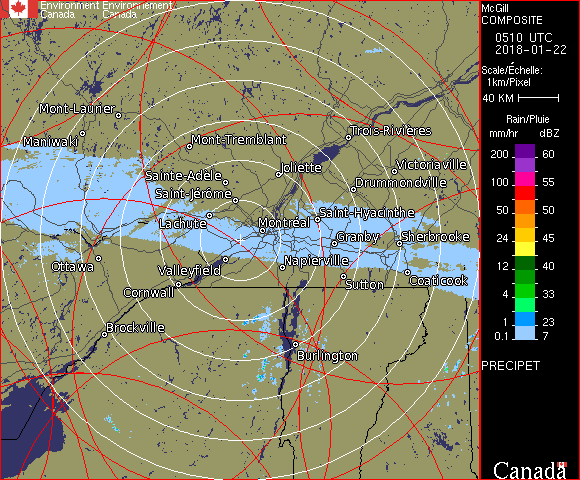 Environment Environnement
Canada Canada
McGill
COMPOSITE
0510 UTC
2018-01-22
Scale/Échelle:
1km/Pixel
40 KM
Rain/Pluie
mm/hr dBZ
200 60
100 55
50 50
24 45
12 40
4 33
1 23
0.1 7
PRECIPET
Canada
Mont-Laurier
Maniwaki
Mont-Tremblant
Trois-Rivières
Sainte-Adèle
Joliette
Victoriaville
Saint-Jérôme
Drummondville
Lachute
Montréal
Saint-Hyacinthe
Granby
Sherbrooke
Ottawa
Valleyfield
Napierville
Cornwall
Sutton
Coaticook
Brockville
Burlington